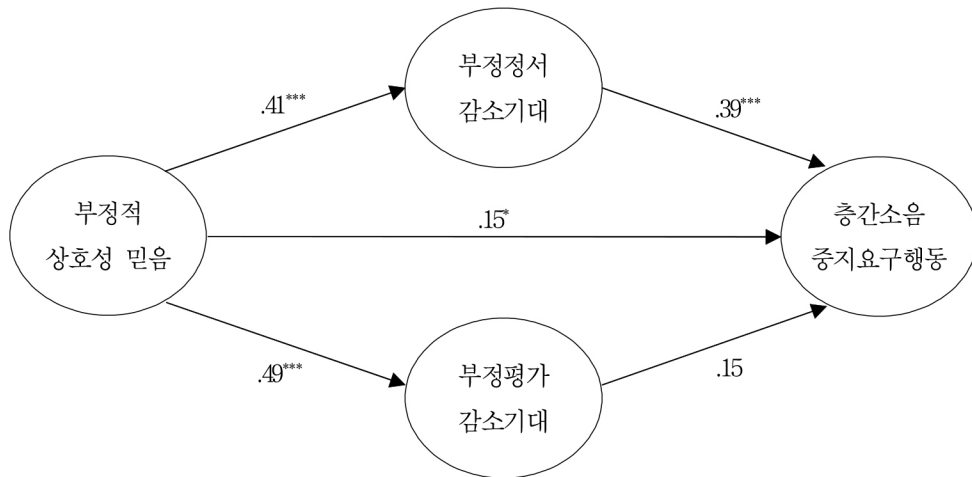 부정정서
감소기대
.41***
.39***
부정적
상호성 믿음
.15*
층간소음
중지요구행동
.49***
부정평가
감소기대
.15